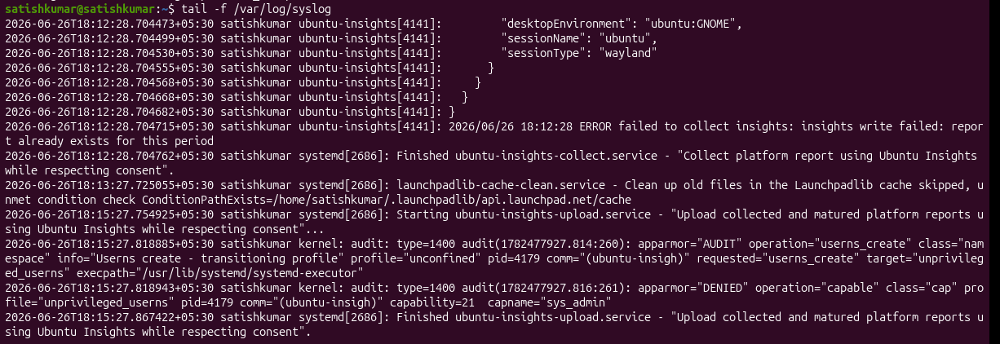 satishkumar@satishkumar:~$ tail -f /var/log/syslog
2026-06-26T18:12:28.704473+05:30 satishkumar ubuntu-insights[4141]:         "desktopEnvironment": "ubuntu:GNOME",
2026-06-26T18:12:28.704499+05:30 satishkumar ubuntu-insights[4141]:         "sessionName": "ubuntu",
2026-06-26T18:12:28.704530+05:30 satishkumar ubuntu-insights[4141]:         "sessionType": "wayland"
2026-06-26T18:12:28.704555+05:30 satishkumar ubuntu-insights[4141]:       }
2026-06-26T18:12:28.704568+05:30 satishkumar ubuntu-insights[4141]:     }
2026-06-26T18:12:28.704668+05:30 satishkumar ubuntu-insights[4141]:   }
2026-06-26T18:12:28.704682+05:30 satishkumar ubuntu-insights[4141]: }
2026-06-26T18:12:28.704715+05:30 satishkumar ubuntu-insights[4141]: 2026/06/26 18:12:28 ERROR failed to collect insights: insights write failed: repor
t already exists for this period
2026-06-26T18:12:28.704762+05:30 satishkumar systemd[2686]: Finished ubuntu-insights-collect.service - "Collect platform report using Ubuntu Insights
while respecting consent".
2026-06-26T18:13:27.725055+05:30 satishkumar systemd[2686]: launchpadlib-cache-clean.service - Clean up old files in the Launchpadlib cache skipped, u
nmet condition check ConditionPathExists=/home/satishkumar/.launchpadlib/api.launchpad.net/cache
2026-06-26T18:15:27.754925+05:30 satishkumar systemd[2686]: Starting ubuntu-insights-upload.service - "Upload collected and matured platform reports u
sing Ubuntu Insights while respecting consent"...
2026-06-26T18:15:27.818885+05:30 satishkumar kernel: audit: type=1400 audit(1782477927.814:260): apparmor="AUDIT" operation="userns_create" class="nam
espace" info="Userns create - transitioning profile" profile="unconfined" pid=4179 comm="(ubuntu-insigh)" requested="userns_create" target="unprivileg
ed_userns" execpath="/usr/lib/systemd/systemd-executor"
2026-06-26T18:15:27.818943+05:30 satishkumar kernel: audit: type=1400 audit(1782477927.816:261): apparmor="DENIED" operation="capable" class="cap" pro
file="unprivileged_userns" pid=4179 comm="(ubuntu-insigh)" capability=21  capname="sys_admin"
2026-06-26T18:15:27.867422+05:30 satishkumar systemd[2686]: Finished ubuntu-insights-upload.service - "Upload collected and matured platform reports u
sing Ubuntu Insights while respecting consent".